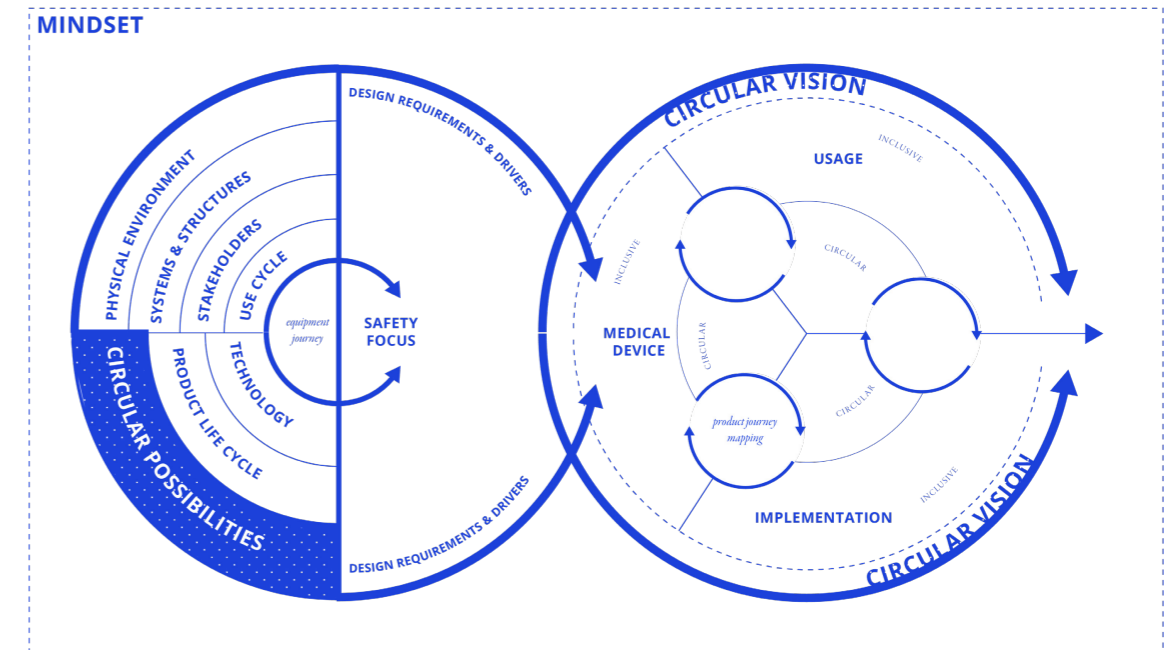 MINDSET
DESIGN REQUIREMENTS & DRIVERS
PHYSICAL ENVIRONMENT
SYSTEMS & STRUCTURES
STAKEHOLDERS
USE CYCLE
equipment
journey
SAFETY
FOCUS
TECHNOLOGY
PRODUCT LIFE CYCLE
CIRCULAR POSSIBILITIES
DESIGN REQUIREMENTS & DRIVERS
CIRCULAR VISION
USAGE
INCLUSIVE
INCLUSIVE
CIRCULAR
MEDICAL
DEVICE
CIRCULAR
CIRCULAR
product journey
mapping
INCLUSIVE
IMPLEMENTATION
CIRCULAR VISION